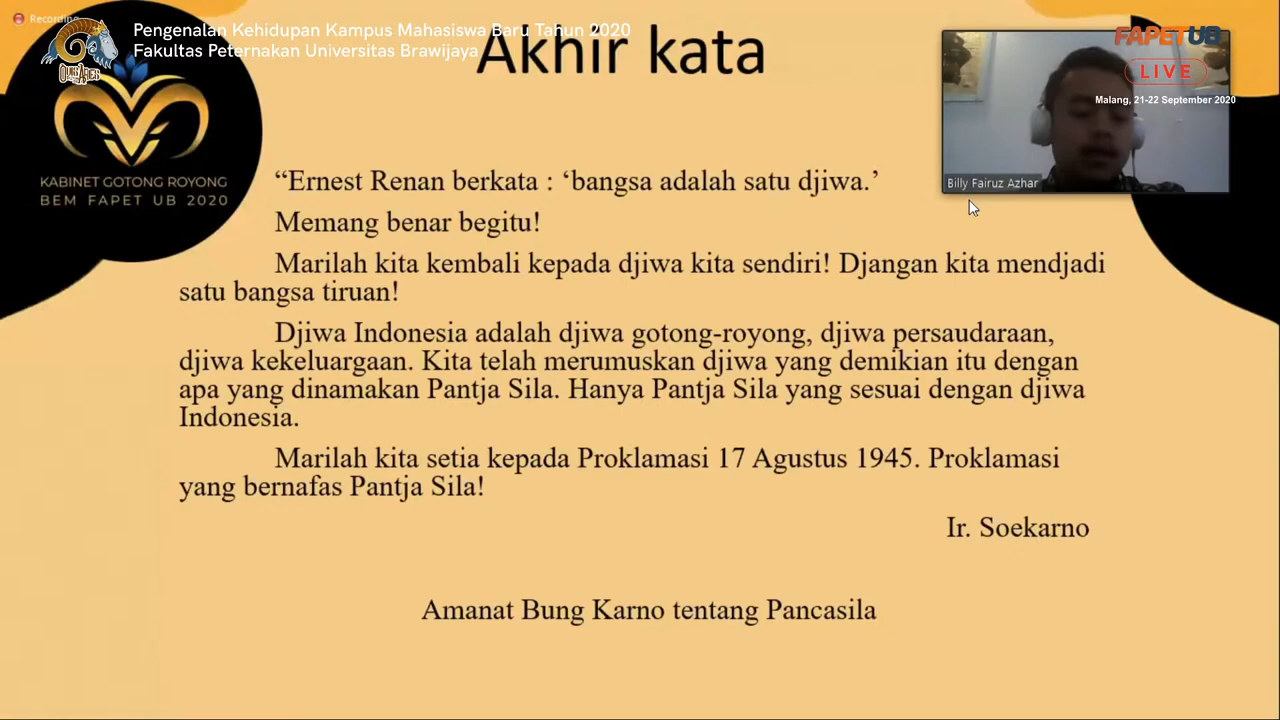 Recording
Pengenalan Kehidupan Kampus Mahasiswa Baru Tahun 2020
Fakultas Peternakan Universitas Brawijaya
Akhir kata
FAPETUB
LIVE
Malang, 21-22 September 2020
Billy Fairuz Azhar
KABINET GOTONG ROYONG
BEM FAPET UB 2020
“Ernest Renan berkata : ‘bangsa adalah satu djiwa.’
Memang benar begitu!
Marilah kita kembali kepada djiwa kita sendiri! Djangan kita mendjadi
satu bangsa tiruan!
Djiwa Indonesia adalah djiwa gotong-royong, djiwa persaudaraan,
djiwa kekeluargaan. Kita telah merumuskan djiwa yang demikian itu dengan
apa yang dinamakan Pantja Sila. Hanya Pantja Sila yang sesuai dengan djiwa
Indonesia.
Marilah kita setia kepada Proklamasi 17 Agustus 1945. Proklamasi
yang bernafas Pantja Sila!
Ir. Soekarno
Amanat Bung Karno tentang Pancasila